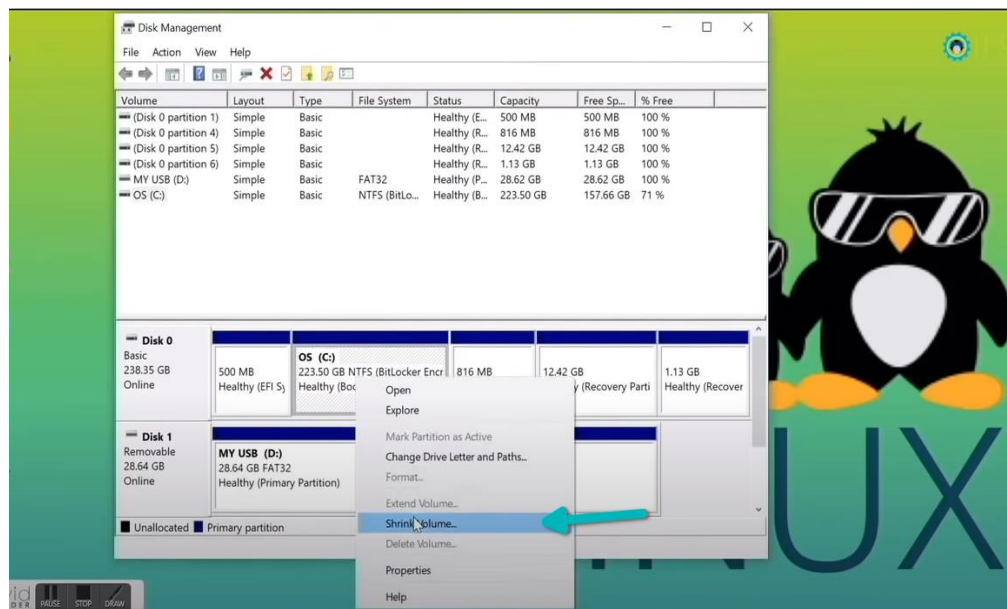 Disk Management
File Action View Help
Volume Layout Type File System Status Capacity Free Sp... % Free
(Disk 0 partition 1) Simple Basic Healthy (E... 500 MB 500 MB 100 %
(Disk 0 partition 4) Simple Basic Healthy (R... 816 MB 816 MB 100 %
(Disk 0 partition 5) Simple Basic Healthy (R... 12.42 GB 12.42 GB 100 %
(Disk 0 partition 6) Simple Basic Healthy (R... 1.13 GB 1.13 GB 100 %
MY USB (D:) Simple Basic FAT32 Healthy (P... 28.62 GB 28.62 GB 100 %
OS (C:) Simple Basic NTFS (BitLo... Healthy (B... 223.50 GB 157.66 GB 71 %
Disk 0
Basic
238.35 GB
Online
500 MB
Healthy (EFI Sy
OS (C:)
223.50 GB NTFS (BitLocker Encr
Healthy (Boo
816 MB
12.42 GB
(Recovery Parti
1.13 GB
Healthy (Recover
Disk 1
Removable
28.64 GB
Online
MY USB (D:)
28.64 GB FAT32
Healthy (Primary Partition)
Unallocated Primary partition
Open
Explore
Mark Partition as Active
Change Drive Letter and Paths...
Format...
Extend Volume...
Shrink Volume...
Delete Volume...
Properties
Help
UX
PAUSE STOP DRAW